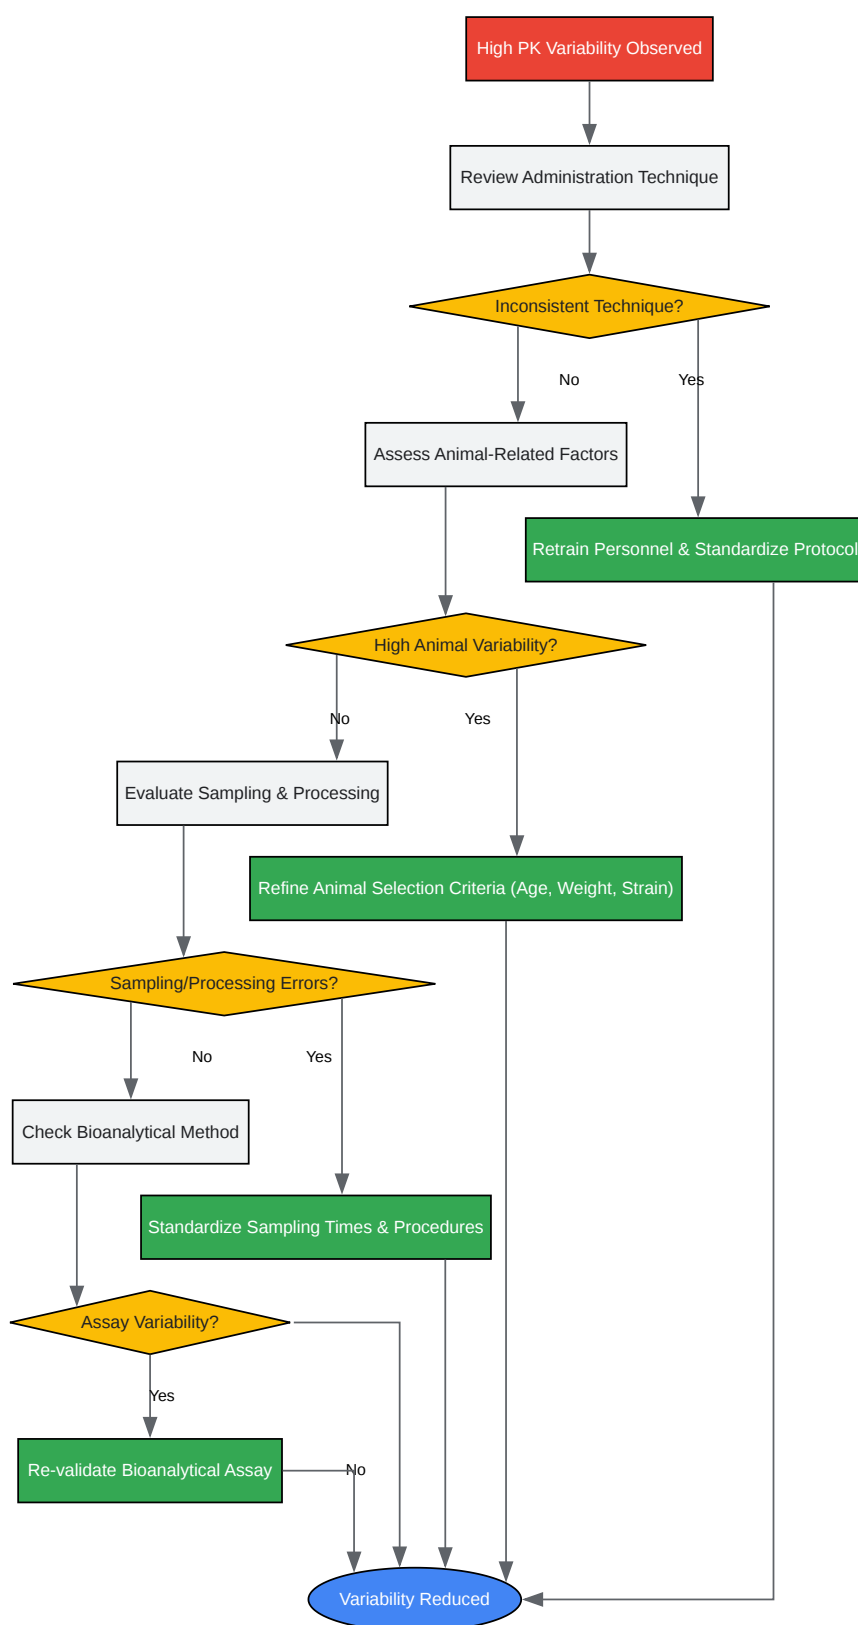 High PK Variability Observed
Review Administration Technique
Inconsistent Technique?
No
Yes
Assess Animal-Related Factors
Retrain Personnel & Standardize Protocol
High Animal Variability?
No
Yes
Evaluate Sampling & Processing
Refine Animal Selection Criteria (Age, Weight, Strain)
Sampling/Processing Errors?
No
Yes
Check Bioanalytical Method
Standardize Sampling Times & Procedures
Assay Variability?
Yes
Re-validate Bioanalytical Assay
No
Variability Reduced